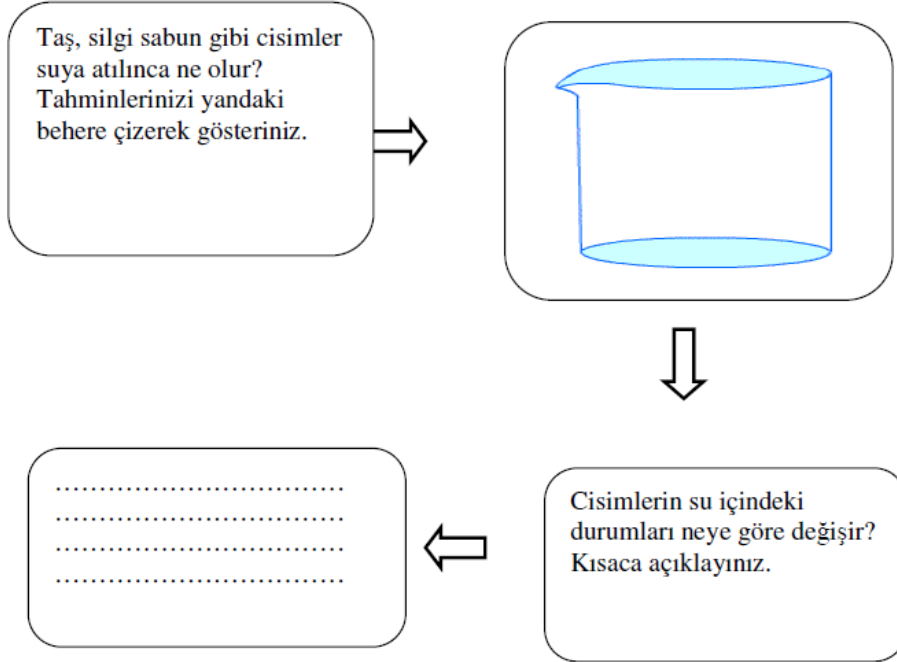 Taş, silgi sabun gibi cisimler
suya atılınca ne olur?
Tahminlerinizi yandaki
behere çizerek gösteriniz.
Cisimlerin su içindeki
durumları neye göre değişir?
Kısaca açıklayınız.
.................................
.................................
.................................
.................................